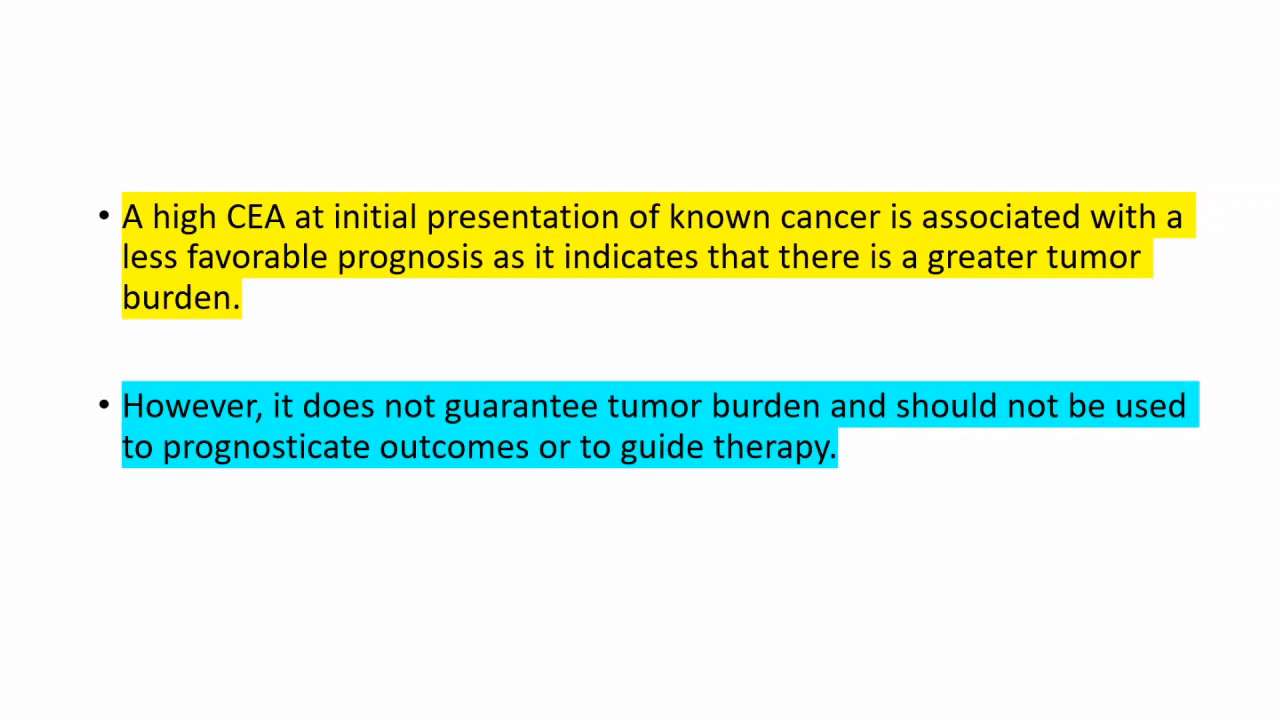 • A high CEA at initial presentation of known cancer is associated with a
less favorable prognosis as it indicates that there is a greater tumor
burden.
• However, it does not guarantee tumor burden and should not be used
to prognosticate outcomes or to guide therapy.